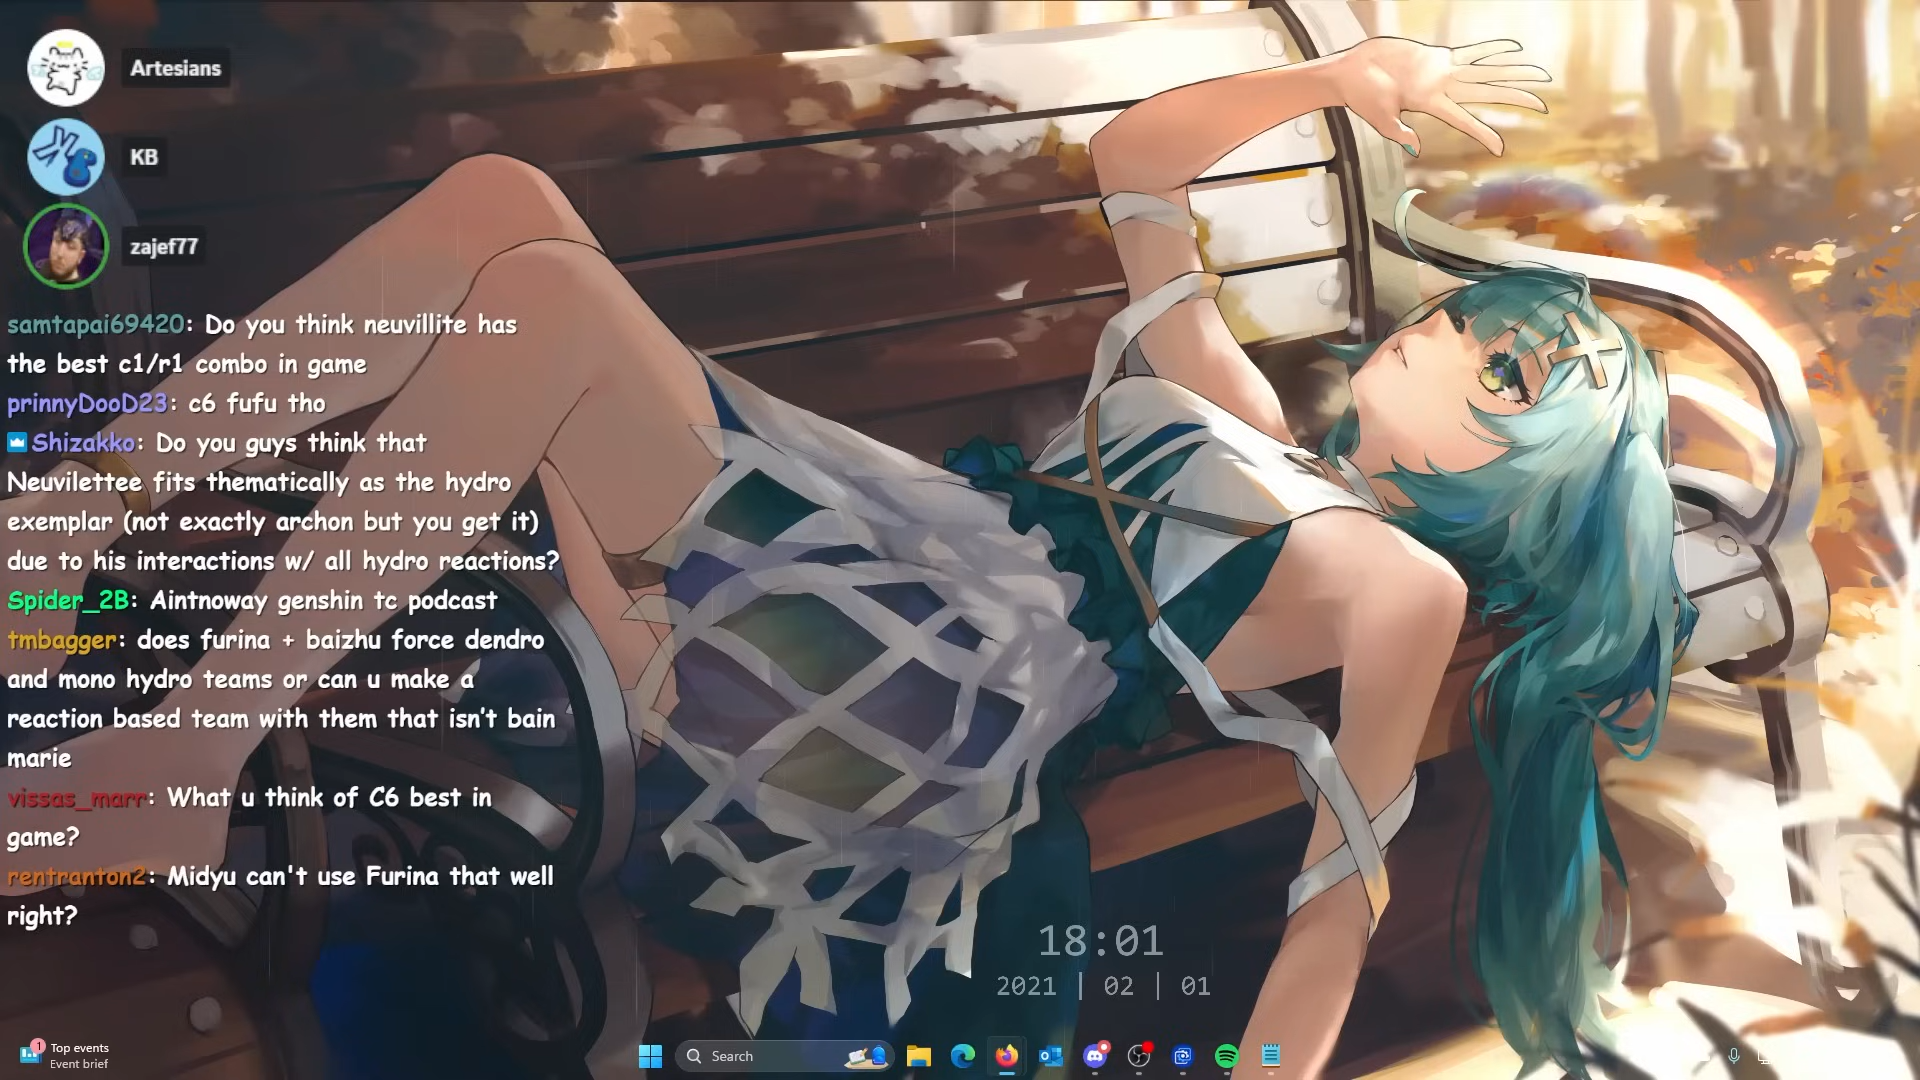 Artesians
KB
zajef77
samtapai69420: Do you think neuvillite has
the best c1/r1 combo in game
prinnyDooD23: c6 fufu tho
Shizakko: Do you guys think that
Neuvilettee fits thematically as the hydro
exemplar (not exactly archon but you get it)
due to his interactions w/ all hydro reactions?
Spider_2B: Aintnoway genshin tc podcast
tmbagger: does furina + baizhu force dendro
and mono hydro teams or can u make a
reaction based team with them that isn't bain
marie
vissas_marr: What u think of C6 best in
game?
rentranton2: Midyu can't use Furina that well
right?
18:01
2021 | 02 | 01
1
Top events
Event brief
Search